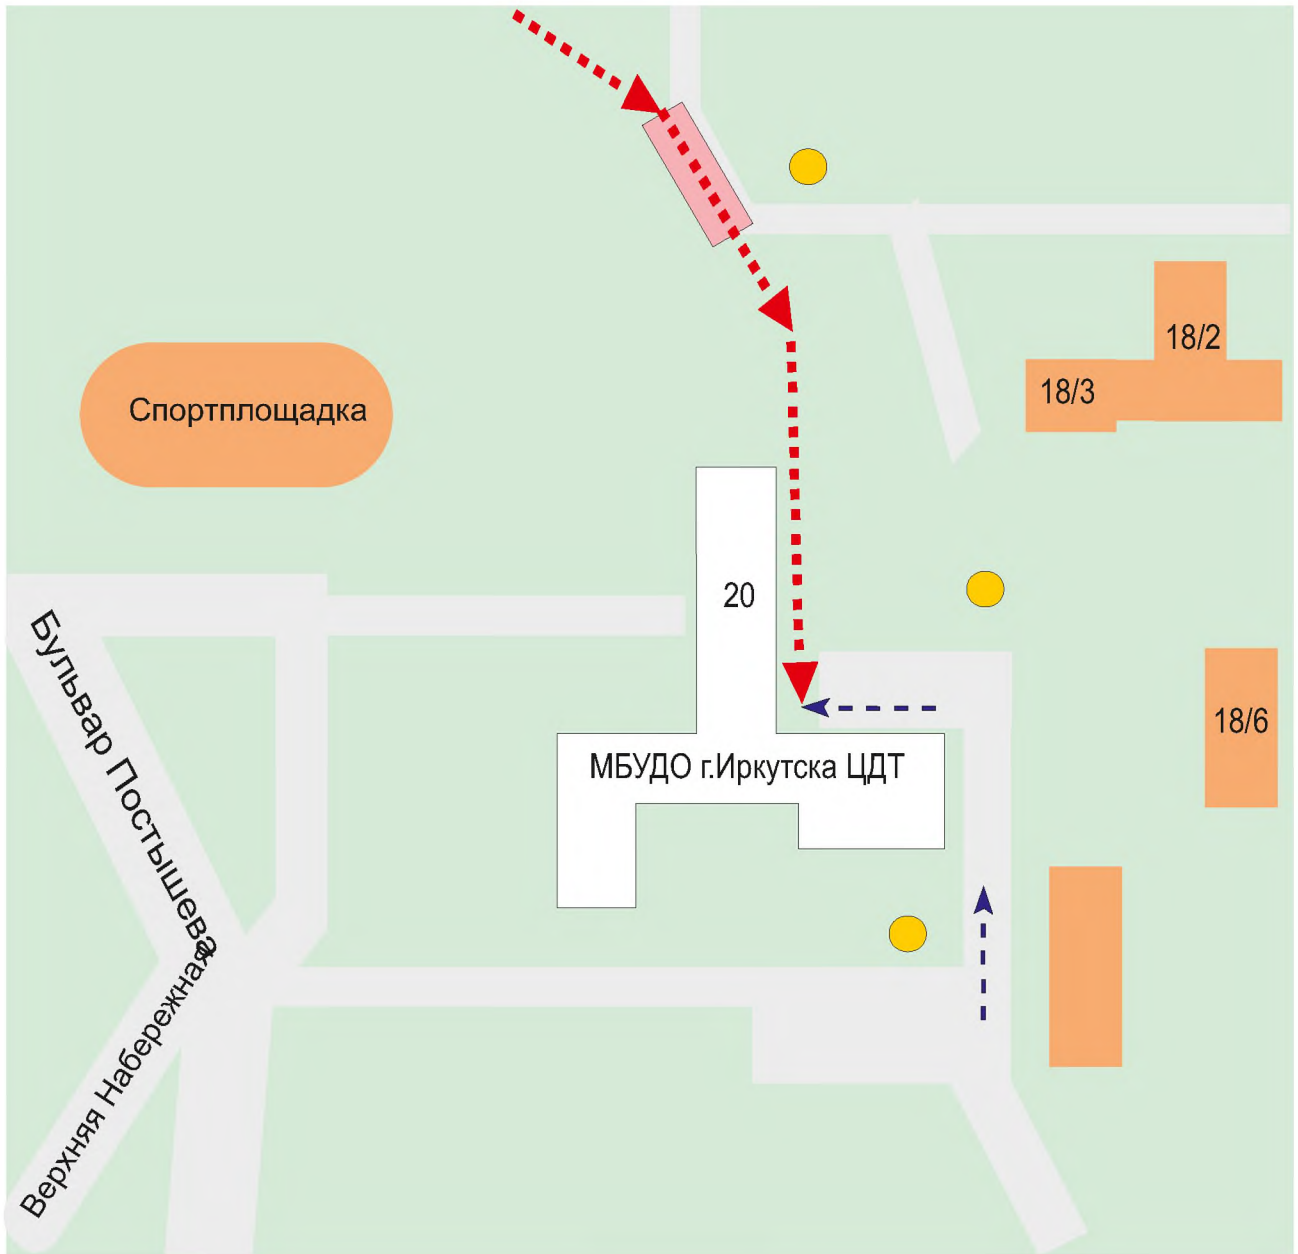 18/2
18/3
Спортплощадка
20
Бульвар Постышева
18/6
МБУДО г.Иркутска ЦДТ
Верхняя Набережная